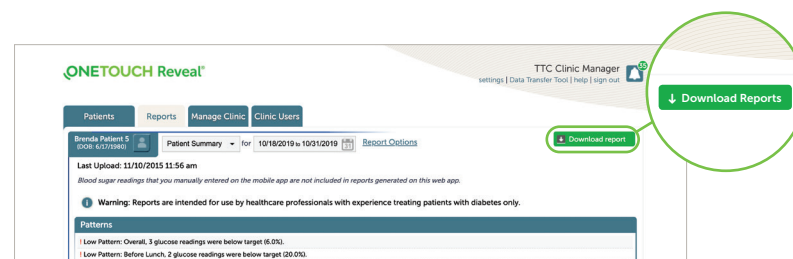 ONETOUCH Reveal®
TTC Clinic Manager
35
settings | Data Transfer Tool | help | sign out
↓ Download Reports
Patients Reports Manage Clinic Clinic Users
Brenda Patient 5
(DOB: 6/17/1980)
Patient Summary for 10/18/2019 to 10/31/2019 Report Options
Download report
Last Upload: 11/10/2015 11:56 am
Blood sugar readings that you manually entered on the mobile app are not included in reports generated on this web app.
Warning: Reports are intended for use by healthcare professionals with experience treating patients with diabetes only.
Patterns
! Low Pattern: Overall, 3 glucose readings were below target (6.0%).
! Low Pattern: Before Lunch, 2 glucose readings were below target (20.0%).